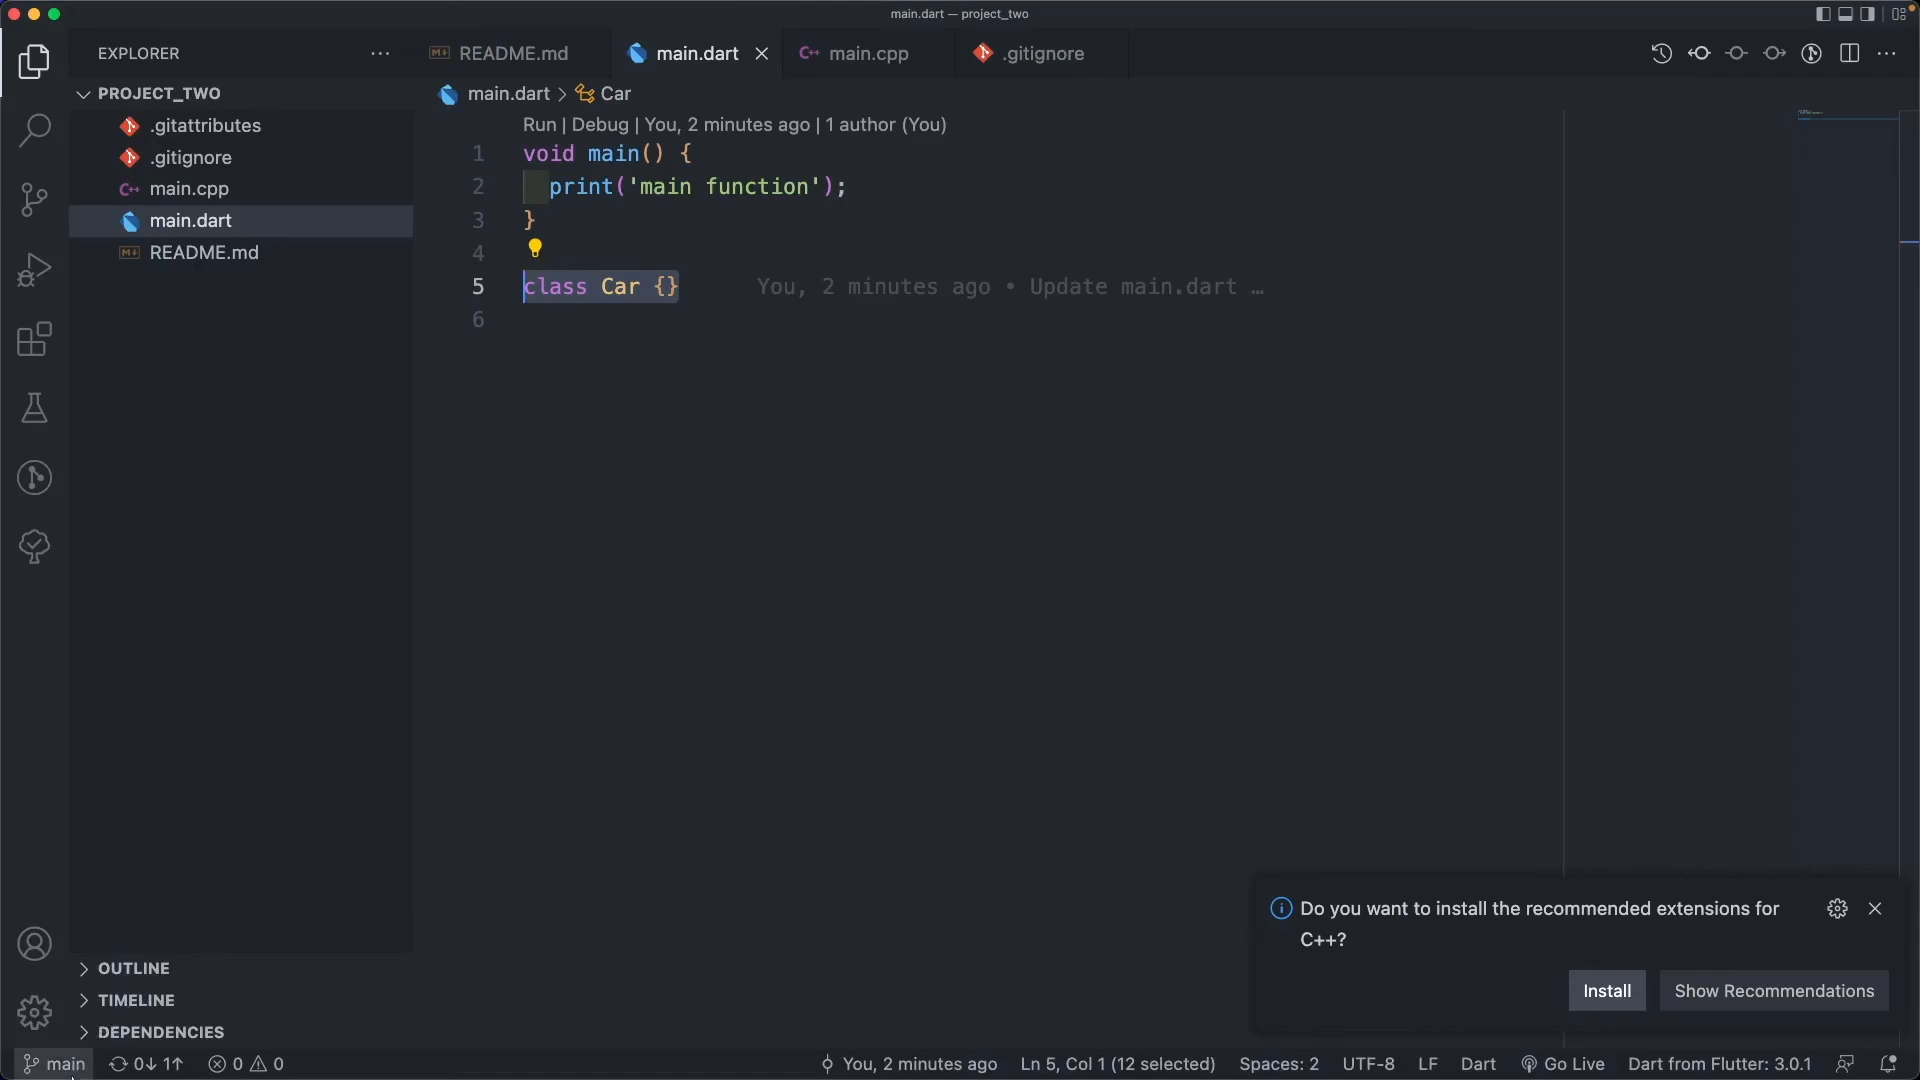 main.dart — project_two
EXPLORER
README.md
main.dart
main.cpp
.gitignore
PROJECT_TWO
.gitattributes
.gitignore
main.cpp
main.dart
README.md
main.dart > Car
Run | Debug | You, 2 minutes ago | 1 author (You)
1 void main() {
2 print('main function');
3 }
4
5 class Car {} You, 2 minutes ago • Update main.dart …
6
Do you want to install the recommended extensions for
C++?
Install
Show Recommendations
OUTLINE
TIMELINE
DEPENDENCIES
main 0↓ 1↑ 0 0 You, 2 minutes ago Ln 5, Col 1 (12 selected) Spaces: 2 UTF-8 LF Dart Go Live Dart from Flutter: 3.0.1